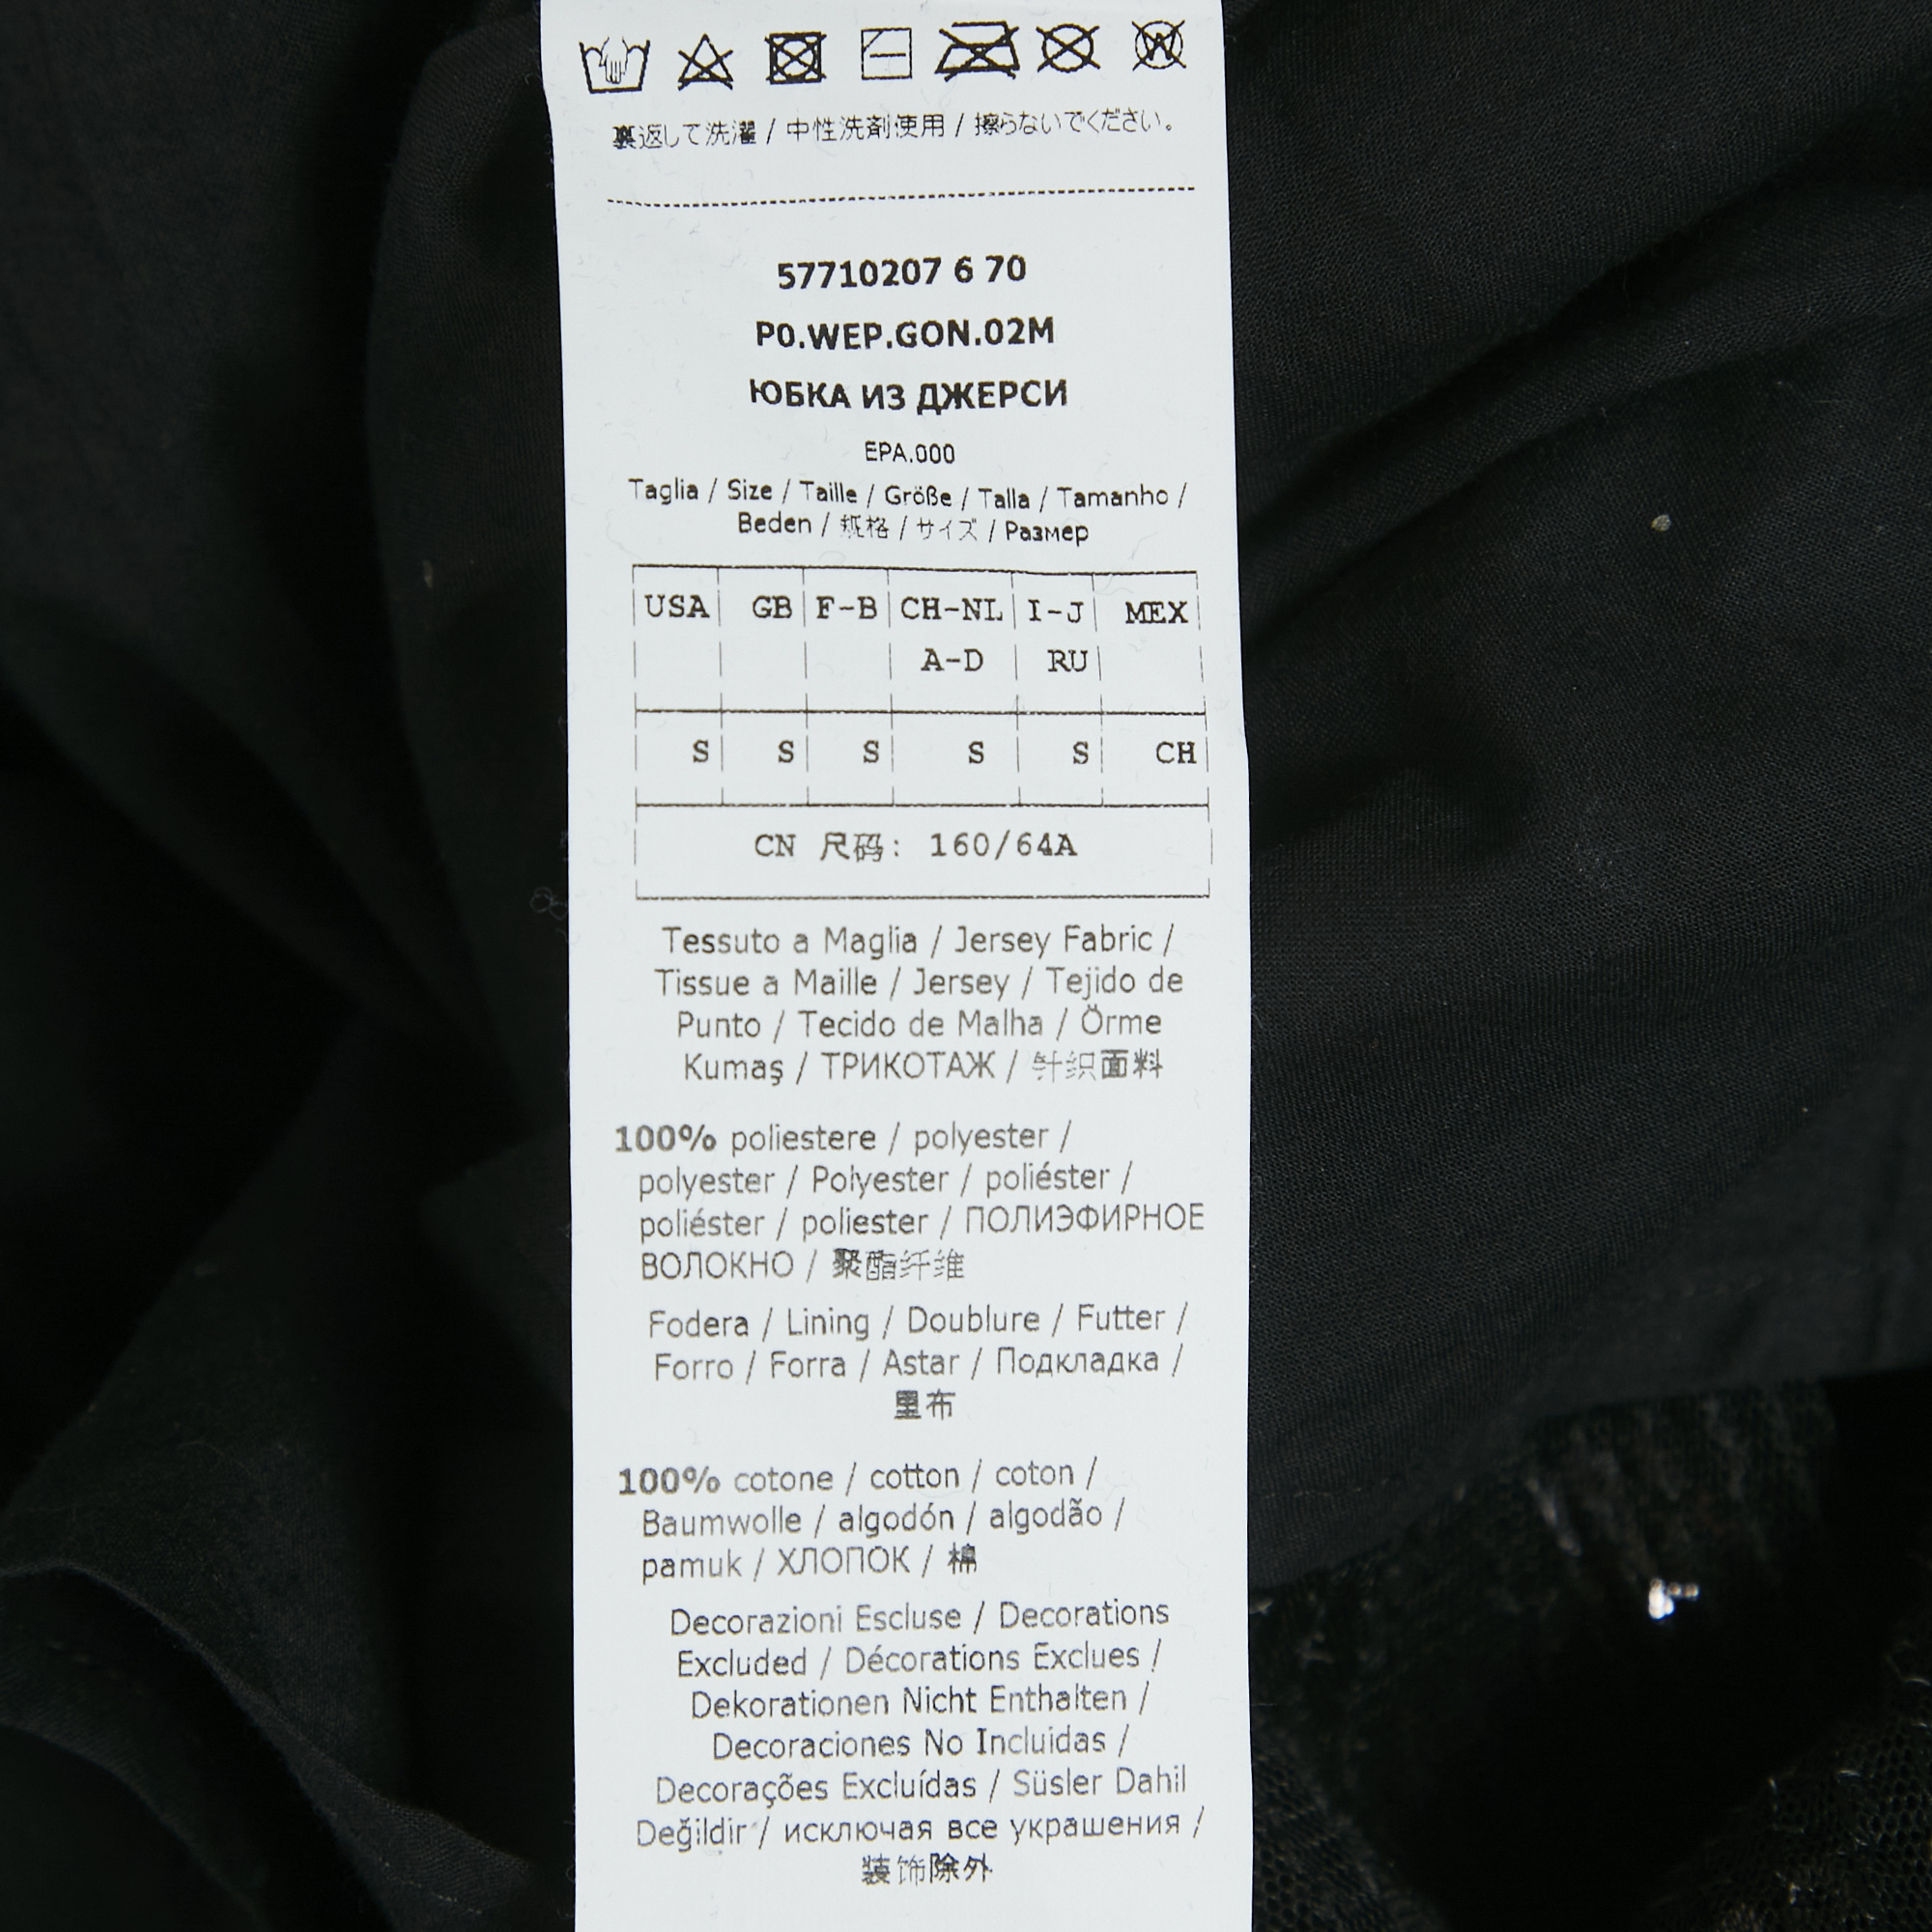 裏返して洗濯 / 中性洗剤使用 / 擦らないでください。
57710207 6 70
P0.WEP.GON.02M
ЮБКА ИЗ ДЖЕРСИ
EPA.000
Taglia / Size / Taille / Größe / Talla / Tamanho /
Beden / 规格 / サイズ / Размер
USA GB F-B CH-NL I-J MEX
A-D RU
S S S S S CH
CN 尺码: 160/64A
Tessuto a Maglia / Jersey Fabric /
Tissue a Maille / Jersey / Tejido de
Punto / Tecido de Malha / Örme
Kumaş / ТРИКОТАЖ / 针织面料
100% poliestere / polyester /
polyester / Polyester / poliéster /
poliéster / poliester / ПОЛИЭФИРНОЕ
ВОЛОКНО / 聚酯纤维
Fodera / Lining / Doublure / Futter /
Forro / Forra / Astar / Подкладка /
里布
100% cotone / cotton / coton /
Baumwolle / algodón / algodão /
pamuk / ХЛОПОК / 棉
Decorazioni Escluse / Decorations
Excluded / Décorations Exclues /
Dekorationen Nicht Enthalten /
Decoraciones No Incluidas /
Decorações Excluídas / Süsler Dahil
Değildir / исключая все украшения /
装饰除外